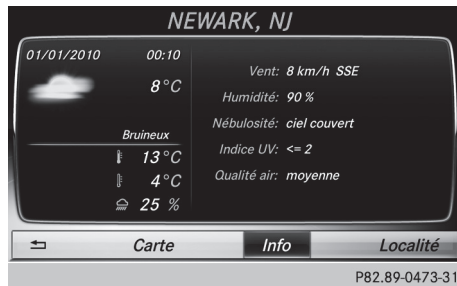 NEWARK, NJ
01/01/2010 00:10
8°C
Bruineux
13°C
4°C
25 %
Vent: 8 km/h SSE
Humidité: 90 %
Nébulosité: ciel couvert
Indice UV: <= 2
Qualité air: moyenne
Carte Info Localité
P82.89-0473-31